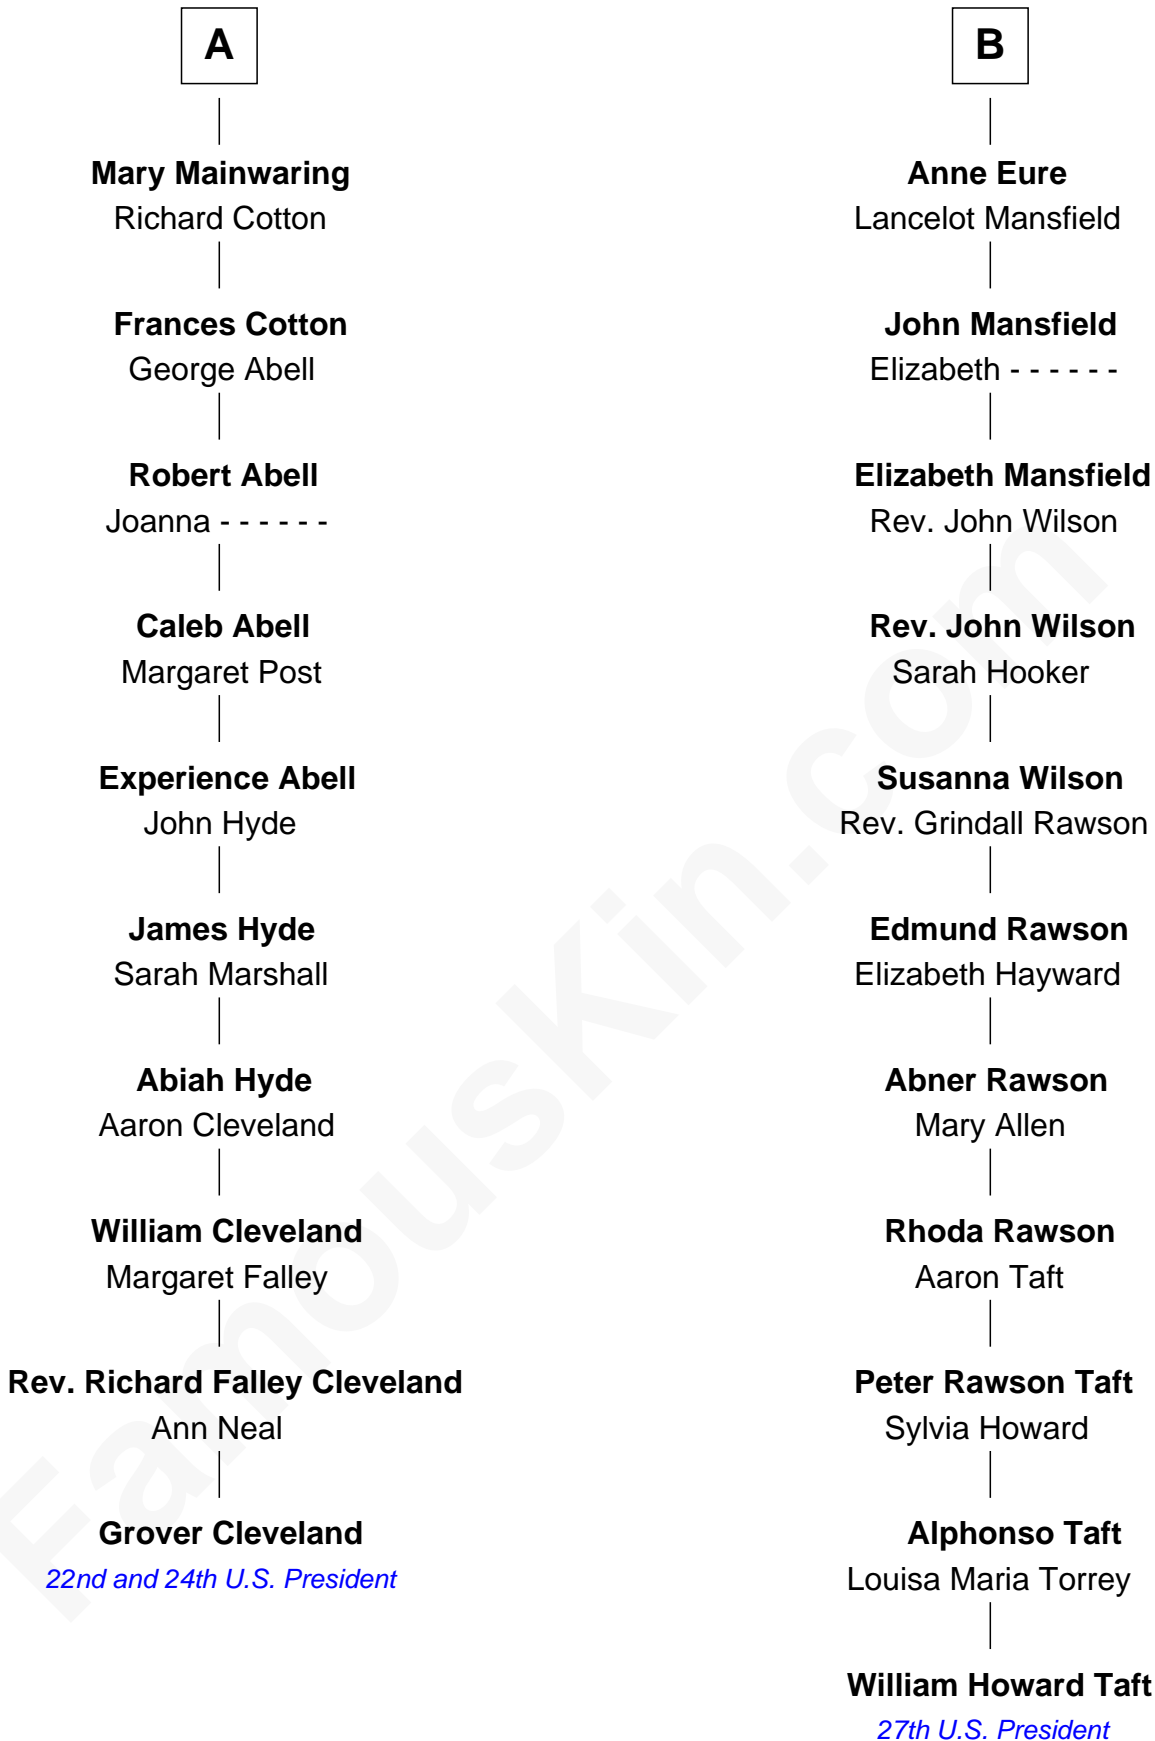 A
Mary Mainwaring
Richard Cotton
Frances Cotton
George Abell
Robert Abell
Joanna - - - - - -
Caleb Abell
Margaret Post
Experience Abell
John Hyde
James Hyde
Sarah Marshall
Abiah Hyde
Aaron Cleveland
William Cleveland
Margaret Falley
Rev. Richard Falley Cleveland
Ann Neal
Grover Cleveland
22nd and 24th U.S. President
B
Anne Eure
Lancelot Mansfield
John Mansfield
Elizabeth - - - - - -
Elizabeth Mansfield
Rev. John Wilson
Rev. John Wilson
Sarah Hooker
Susanna Wilson
Rev. Grindall Rawson
Edmund Rawson
Elizabeth Hayward
Abner Rawson
Mary Allen
Rhoda Rawson
Aaron Taft
Peter Rawson Taft
Sylvia Howard
Alphonso Taft
Louisa Maria Torrey
William Howard Taft
27th U.S. President
FamousKin.com